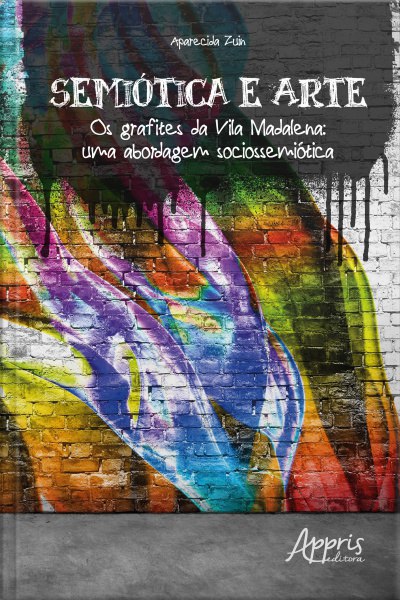 Aparecida Zuin
SEMIÓTICA E ARTE
Os grafites da Vila Madalena:
uma abordagem sociossemiótica
Appris
editora